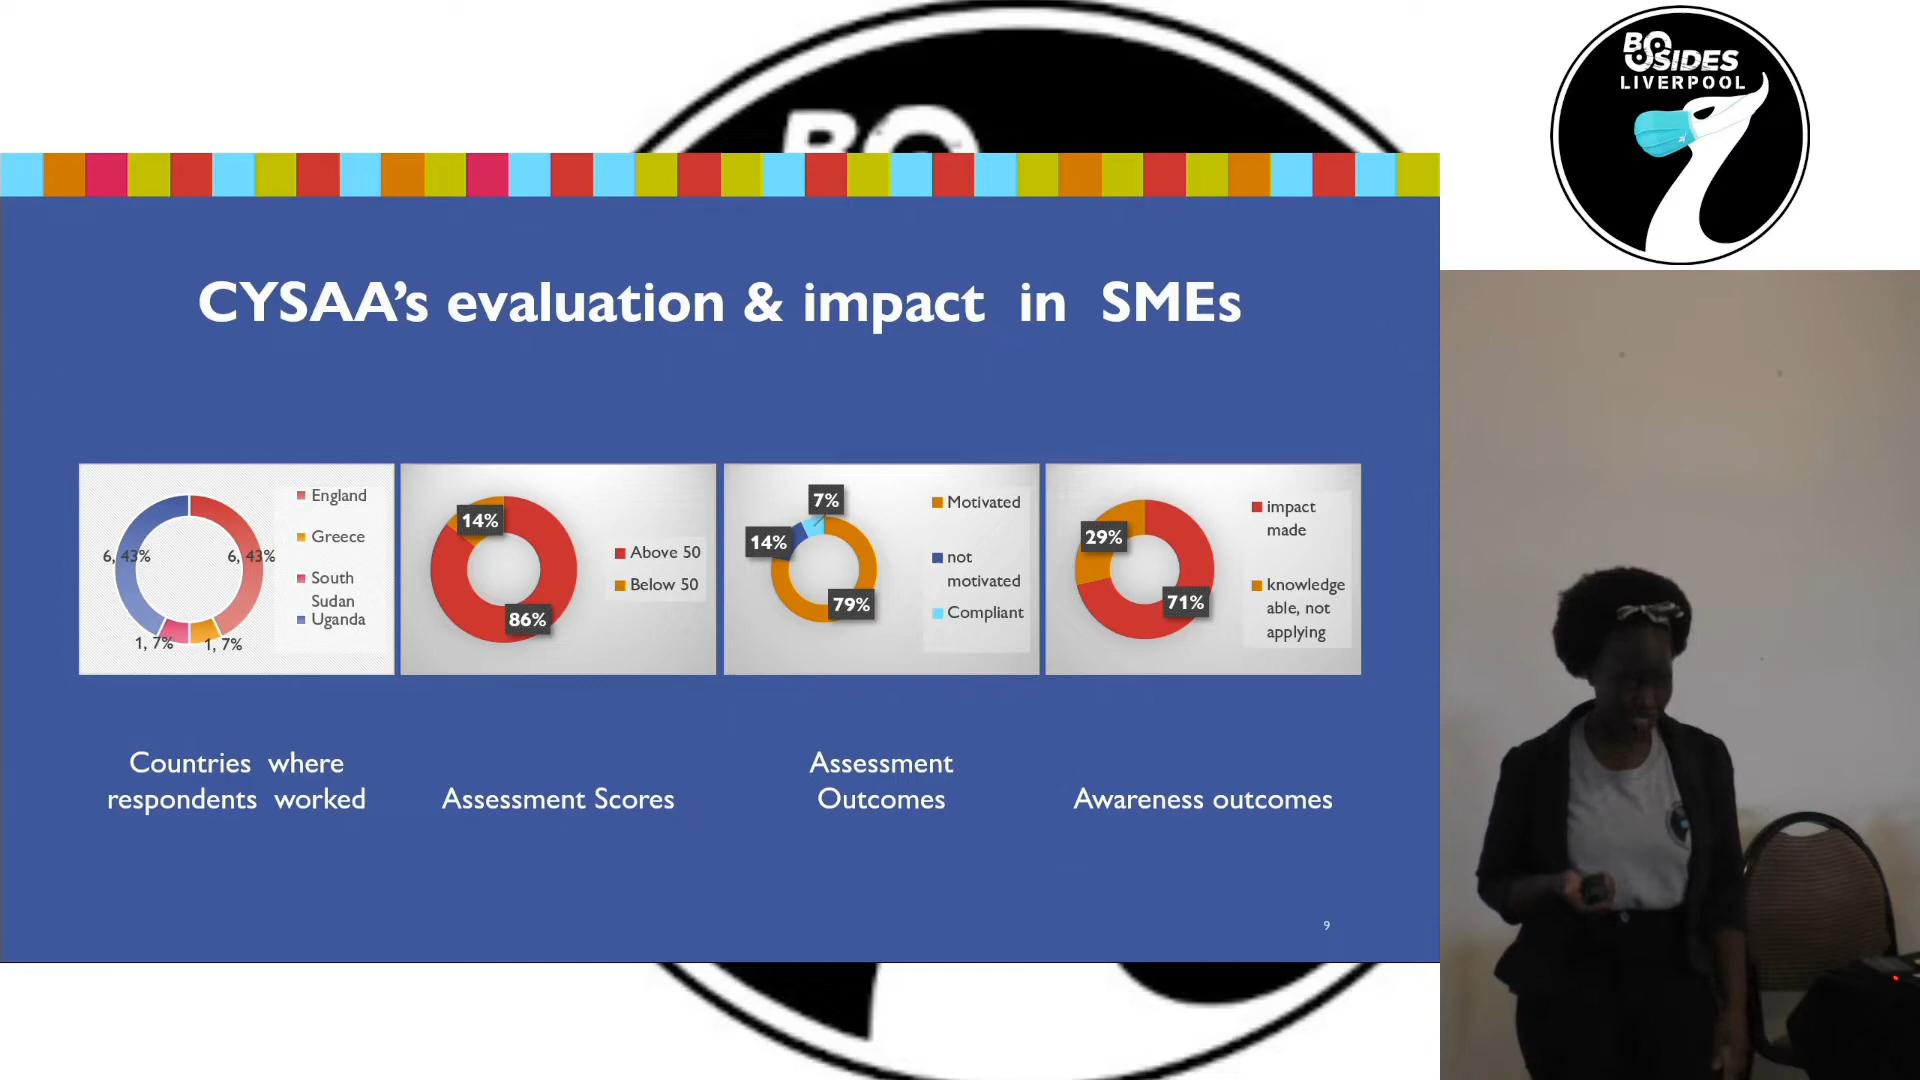 BSIDES
LIVERPOOL
B
CYSAA's evaluation & impact in SMEs
6, 43%
6, 43%
1, 7%
1, 7%
England
Greece
South
Sudan
Uganda
14%
86%
Above 50
Below 50
7%
14%
79%
Motivated
not
motivated
Compliant
29%
71%
impact
made
knowledge
able, not
applying
Countries where
respondents worked
Assessment Scores
Assessment
Outcomes
Awareness outcomes
9